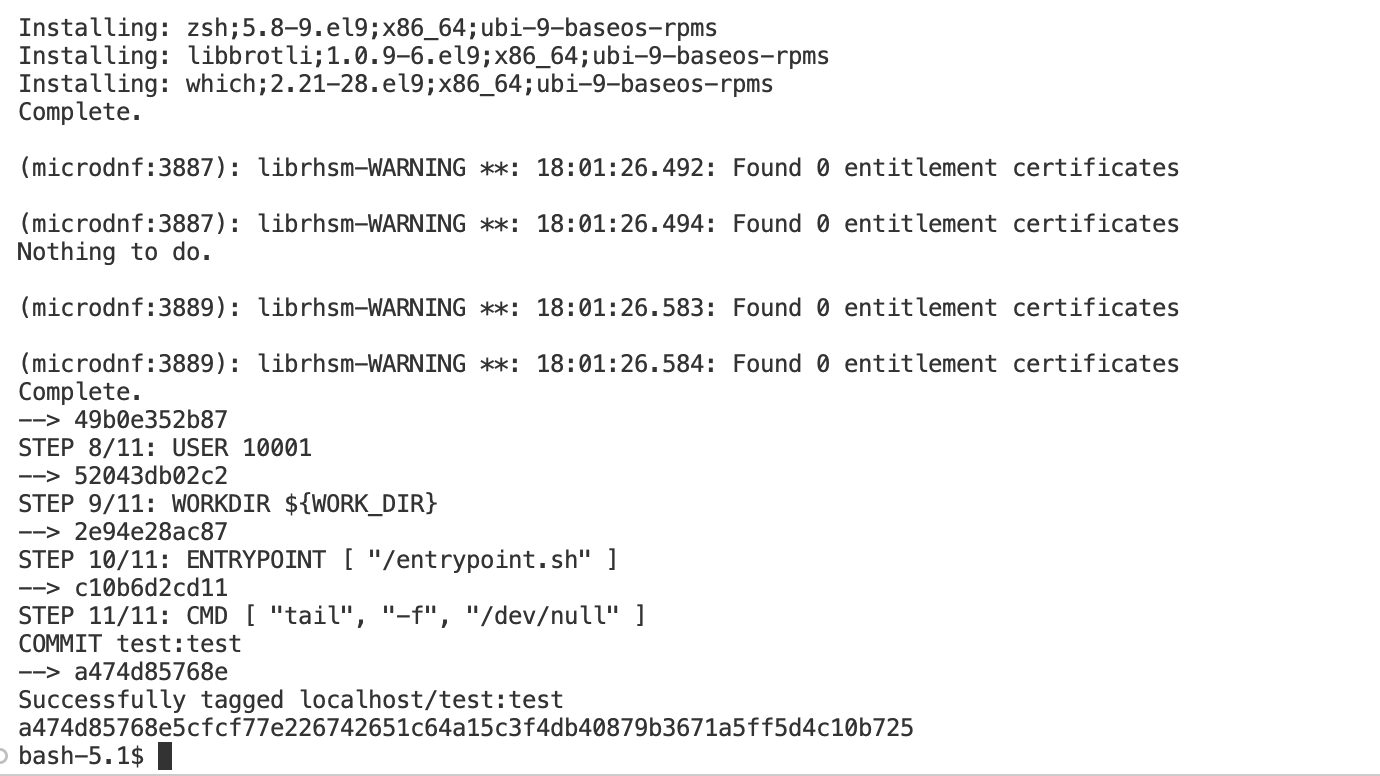 Installing: zsh;5.8-9.el9;x86_64;ubi-9-baseos-rpms
Installing: libbrotli;1.0.9-6.el9;x86_64;ubi-9-baseos-rpms
Installing: which;2.21-28.el9;x86_64;ubi-9-baseos-rpms
Complete.
(microdnf:3887): librhsm-WARNING **: 18:01:26.492: Found 0 entitlement certificates
(microdnf:3887): librhsm-WARNING **: 18:01:26.494: Found 0 entitlement certificates
Nothing to do.
(microdnf:3889): librhsm-WARNING **: 18:01:26.583: Found 0 entitlement certificates
(microdnf:3889): librhsm-WARNING **: 18:01:26.584: Found 0 entitlement certificates
Complete.
--> 49b0e352b87
STEP 8/11: USER 10001
--> 52043db02c2
STEP 9/11: WORKDIR ${WORK_DIR}
--> 2e94e28ac87
STEP 10/11: ENTRYPOINT [ "/entrypoint.sh" ]
--> c10b6d2cd11
STEP 11/11: CMD [ "tail", "-f", "/dev/null" ]
COMMIT test:test
--> a474d85768e
Successfully tagged localhost/test:test
a474d85768e5cfcf77e226742651c64a15c3f4db40879b3671a5ff5d4c10b725
bash-5.1$